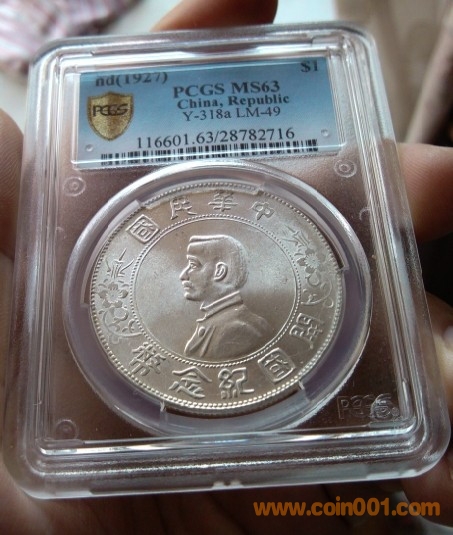 nd(1927) $1
PCGS MS63
China, Republic
Y-318a LM-49
116601.63/28782716
PCGS
中華民國
開國紀念幣
PCGS
www.coin001.com